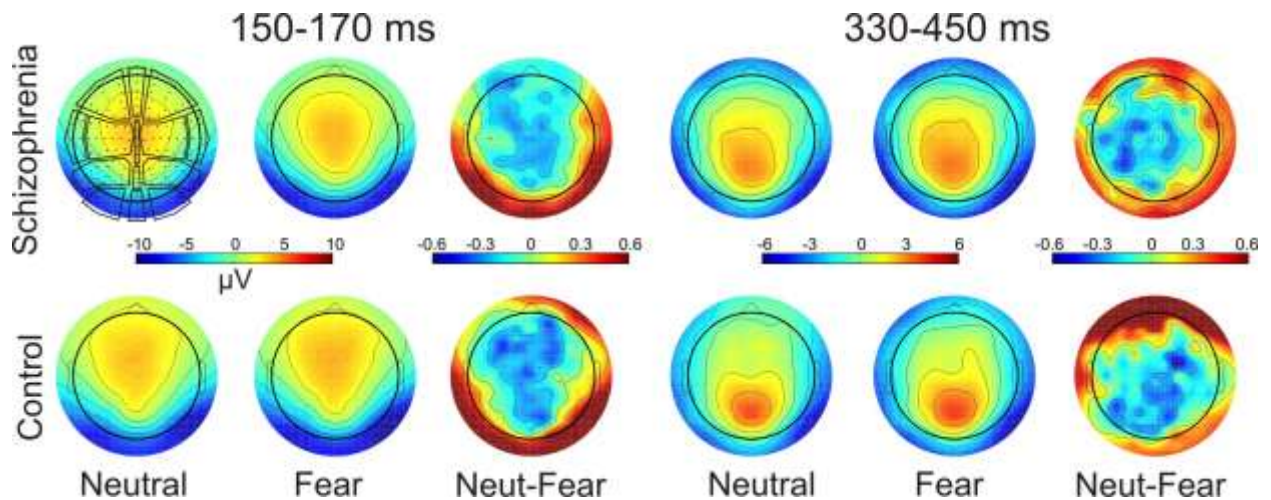 150-170 ms 330-450 ms
Schizophrenia
-10 -5 0 5 10 -0.6 -0.3 0 0.3 0.6 -6 -3 0 3 6 -0.6 -0.3 0 0.3 0.6
µV
Control
Neutral Fear Neut-Fear Neutral Fear Neut-Fear